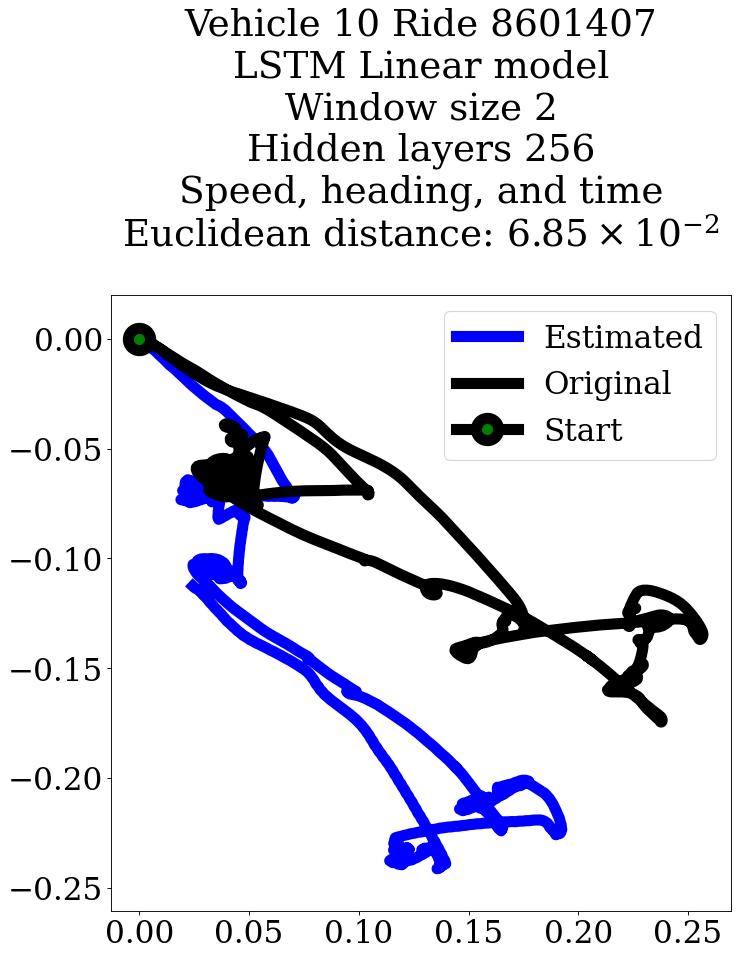 Vehicle 10 Ride 8601407
LSTM Linear model
Window size 2
Hidden layers 256
Speed, heading, and time
Euclidean distance: 6.85 × 10⁻²
Estimated
Original
Start
0.00
−0.05
−0.10
−0.15
−0.20
−0.25
0.00 0.05 0.10 0.15 0.20 0.25